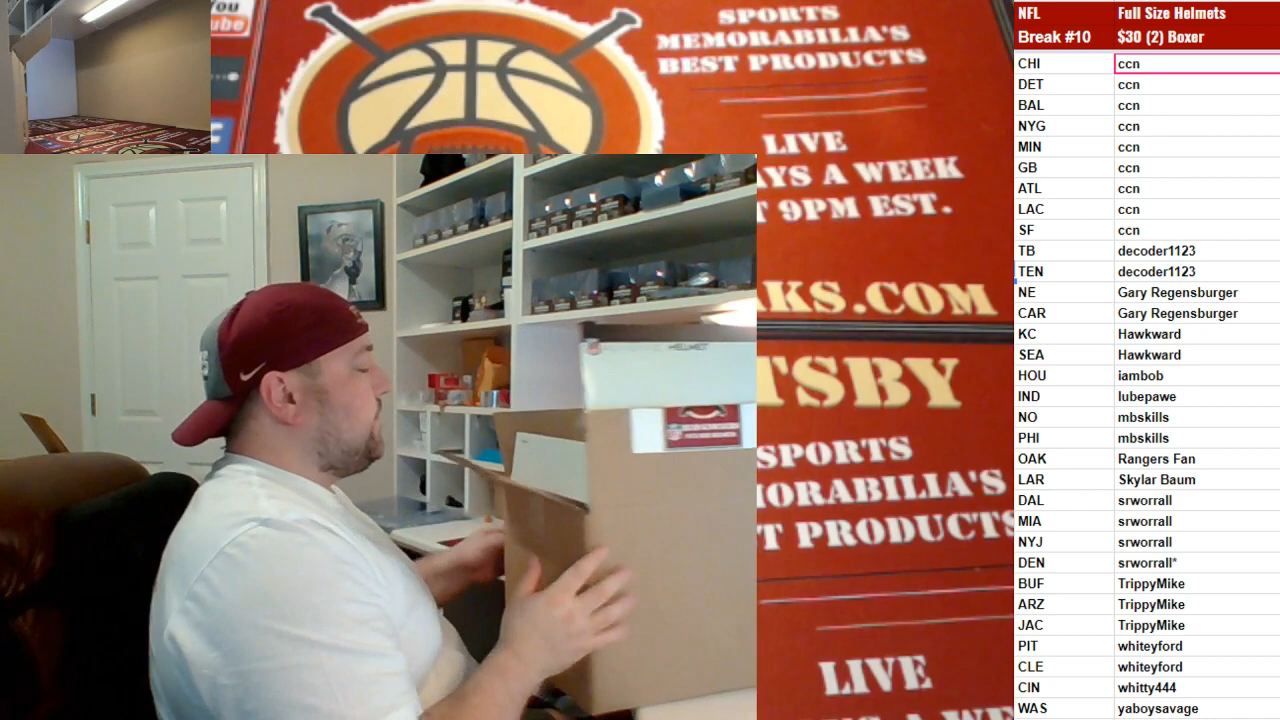 You
Tube
SPORTS
MEMORABILIA'S
BEST PRODUCTS
LIVE
AYS A WEEK
T 9PM EST.
AKS.COM
TSBY
SPORTS
MORABILIA'S
T PRODUCTS
LIVE
HELMET
NFL Full Size Helmets
Break #10 $30 (2) Boxer
CHI ccn
DET ccn
BAL ccn
NYG ccn
MIN ccn
GB ccn
ATL ccn
LAC ccn
SF ccn
TB decoder1123
TEN decoder1123
NE Gary Regensburger
CAR Gary Regensburger
KC Hawkward
SEA Hawkward
HOU iambob
IND lubepawe
NO mbskills
PHI mbskills
OAK Rangers Fan
LAR Skylar Baum
DAL srworrall
MIA srworrall
NYJ srworrall
DEN srworrall*
BUF TrippyMike
ARZ TrippyMike
JAC TrippyMike
PIT whiteyford
CLE whiteyford
CIN whitty444
WAS yaboysavage